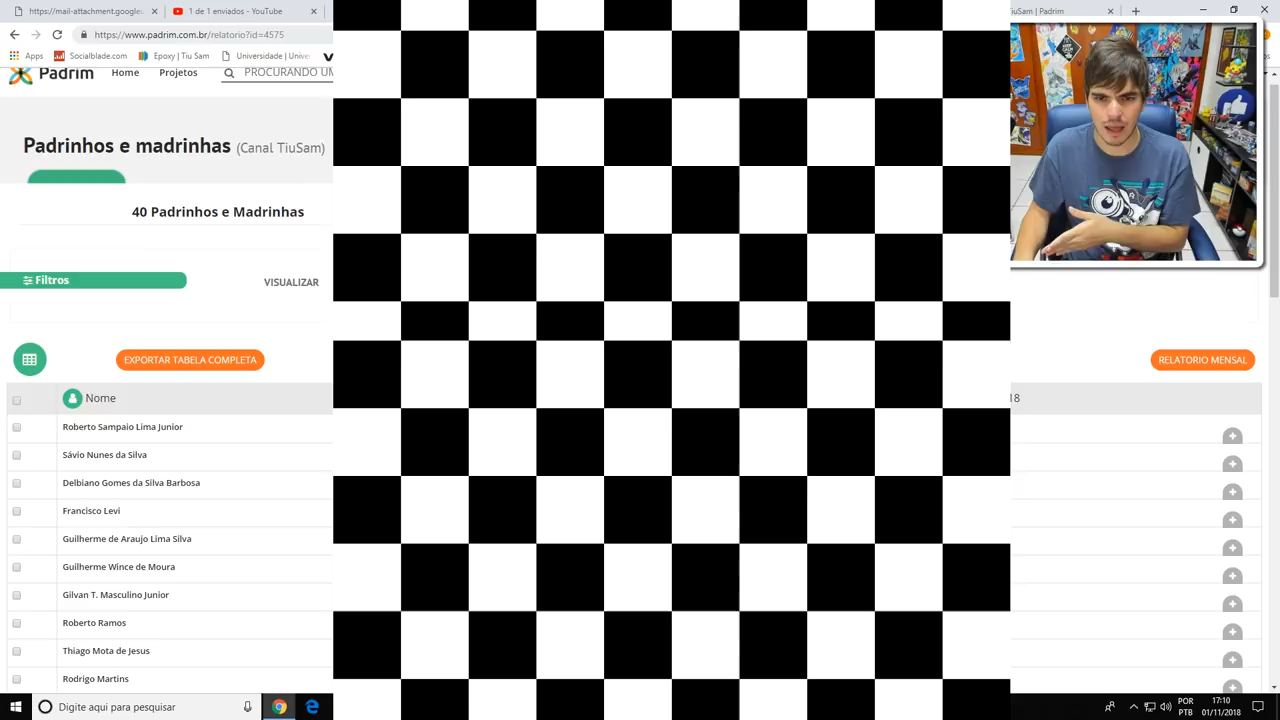 https://mail-attachment.google
1 de 1 enviados - YouTube
TiuSam | Padrim
https://www.padrim.com.br/relatorio?id=4575
Apps
Socialblade.com
Epoxy | Tiu Sam
Universidade | Unive
Padrim
Home
Projetos
PROCURANDO UM
Padrinhos e madrinhas (Canal TiuSam)
40 Padrinhos e Madrinhas
Filtros
VISUALIZAR
EXPORTAR TABELA COMPLETA
RELATORIO MENSAL
Nome
18
Roberto Sampaio Lima Junior
Sávio Nunes da Silva
Delbiano Gomes da Silva Barbosa
Francisco Levi
Guilherme de Araujo Lima Silva
Guilherme Wince de Moura
Gilvan T. Masculino Junior
Roberto Ramos
Thiago Mota de Jesus
Rodrigo Martins
Digite aqui para pesquisar
POR
PTB
17:10
01/11/2018